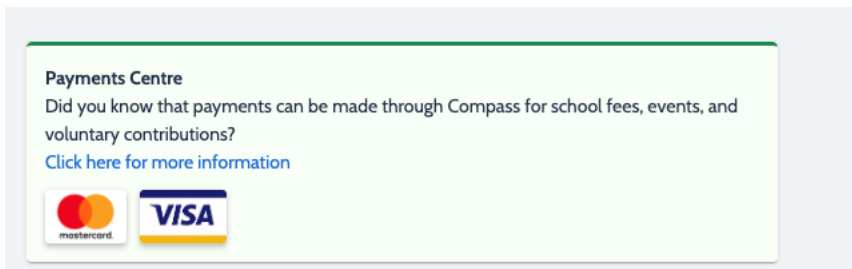 Payments Centre
Did you know that payments can be made through Compass for school fees, events, and
voluntary contributions?
Click here for more information
mastercard.
VISA